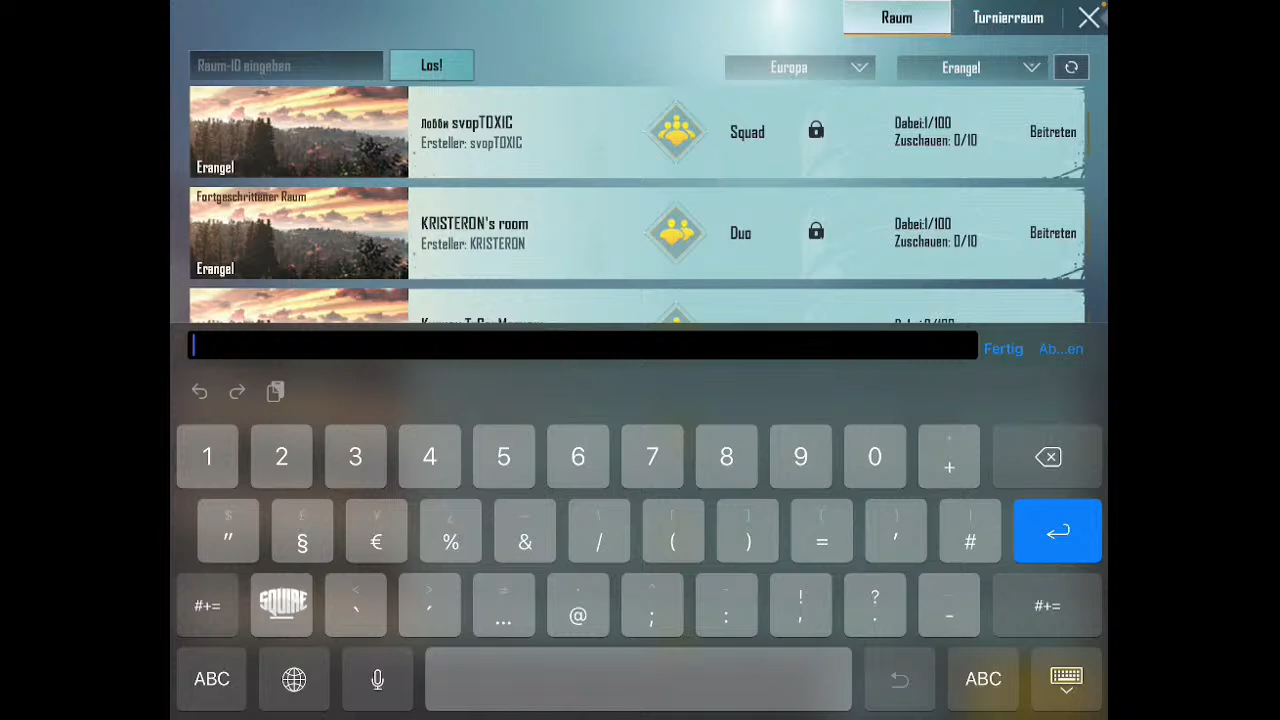 Raum
Turnierraum
Raum-ID eingeben
Los!
Europa
Erangel
Лобби svopTOXIC
Ersteller: svopTOXIC
Erangel
Squad
Dabei:1/100
Zuschauen: 0/10
Beitreten
Fortgeschrittener Raum
KRISTERON's room
Ersteller: KRISTERON
Erangel
Duo
Dabei:1/100
Zuschauen: 0/10
Beitreten
Fertig
Ab...en
1 2 3 4 5 6 7 8 9 0 * +
$ £ ¥ ¿ — \ [ ] { } |
" § € % & / ( ) = ' #
#+= SQUIRE < > ≠ · ^ ~ ! ? _ #+=
` ´ ... @ ; : , . -
ABC
ABC